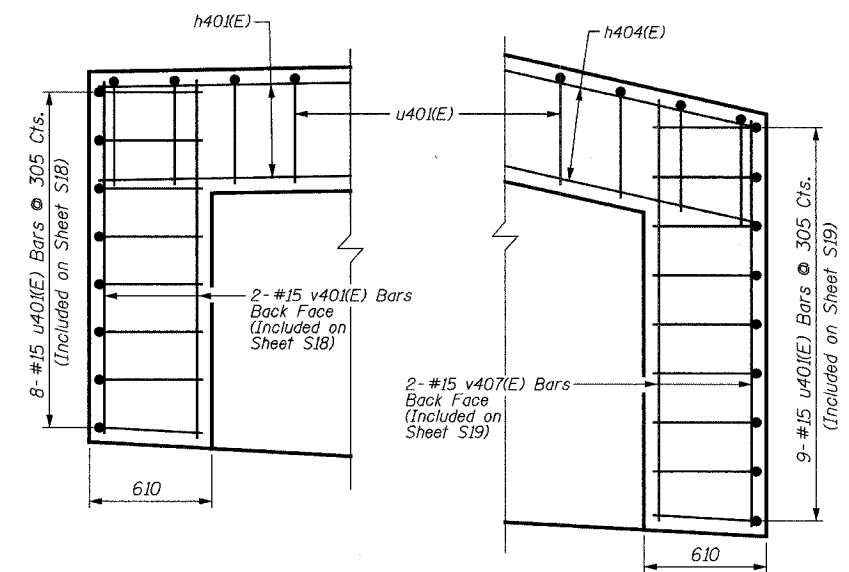 h401(E)
h404(E)
u401(E)
8-#15 u401(E) Bars @ 305 Cts.
(Included on Sheet S18)
2-#15 v401(E) Bars
Back Face
(Included on
Sheet S18)
2-#15 v407(E) Bars
Back Face
(Included on
Sheet S19)
9-#15 u401(E) Bars @ 305 Cts.
(Included on Sheet S19)
610
610